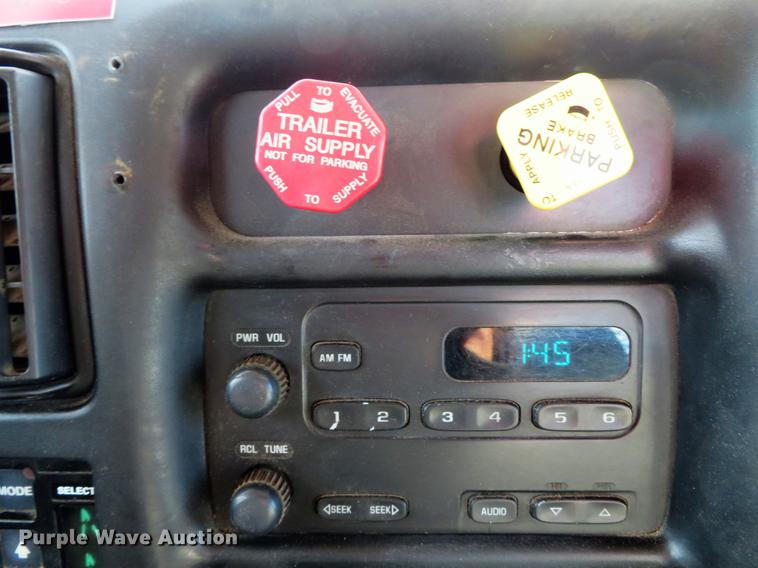 PULL TO EVACUATE
TRAILER
AIR SUPPLY
NOT FOR PARKING
PUSH TO SUPPLY
PUSH TO RELEASE
PARKING
BRAKE
TO APPLY
PWR VOL
AM FM
1:45
1 2 3 4 5 6
RCL TUNE
SEEK SEEK
AUDIO
MODE
SELECT
Purple Wave Auction